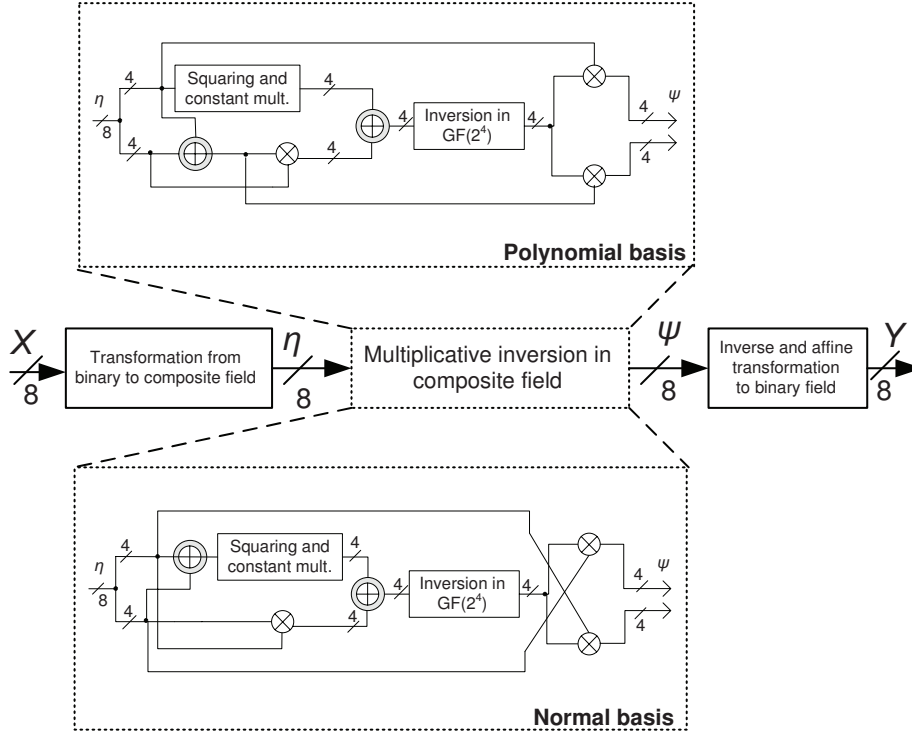 4
Squaring and
constant mult.
4
η
8
4
4
4
Inversion in
GF(2⁴)
4
4
ψ
4
Polynomial basis
X
8
Transformation from
binary to composite field
η
8
Multiplicative inversion in
composite field
ψ
8
Inverse and affine
transformation
to binary field
Y
8
4
Squaring and
constant mult.
4
η
8
4
4
4
Inversion in
GF(2⁴)
4
4
ψ
4
Normal basis